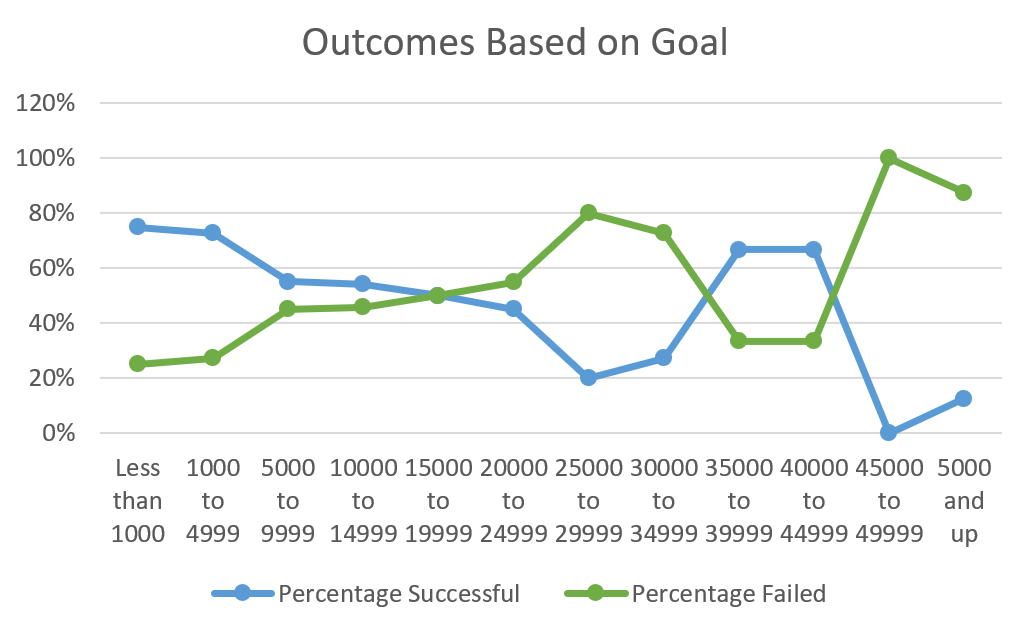 Outcomes Based on Goal
120%
100%
80%
60%
40%
20%
0%
Less than 1000
1000 to 4999
5000 to 9999
10000 to 14999
15000 to 19999
20000 to 24999
25000 to 29999
30000 to 34999
35000 to 39999
40000 to 44999
45000 to 49999
5000 and up
Percentage Successful
Percentage Failed